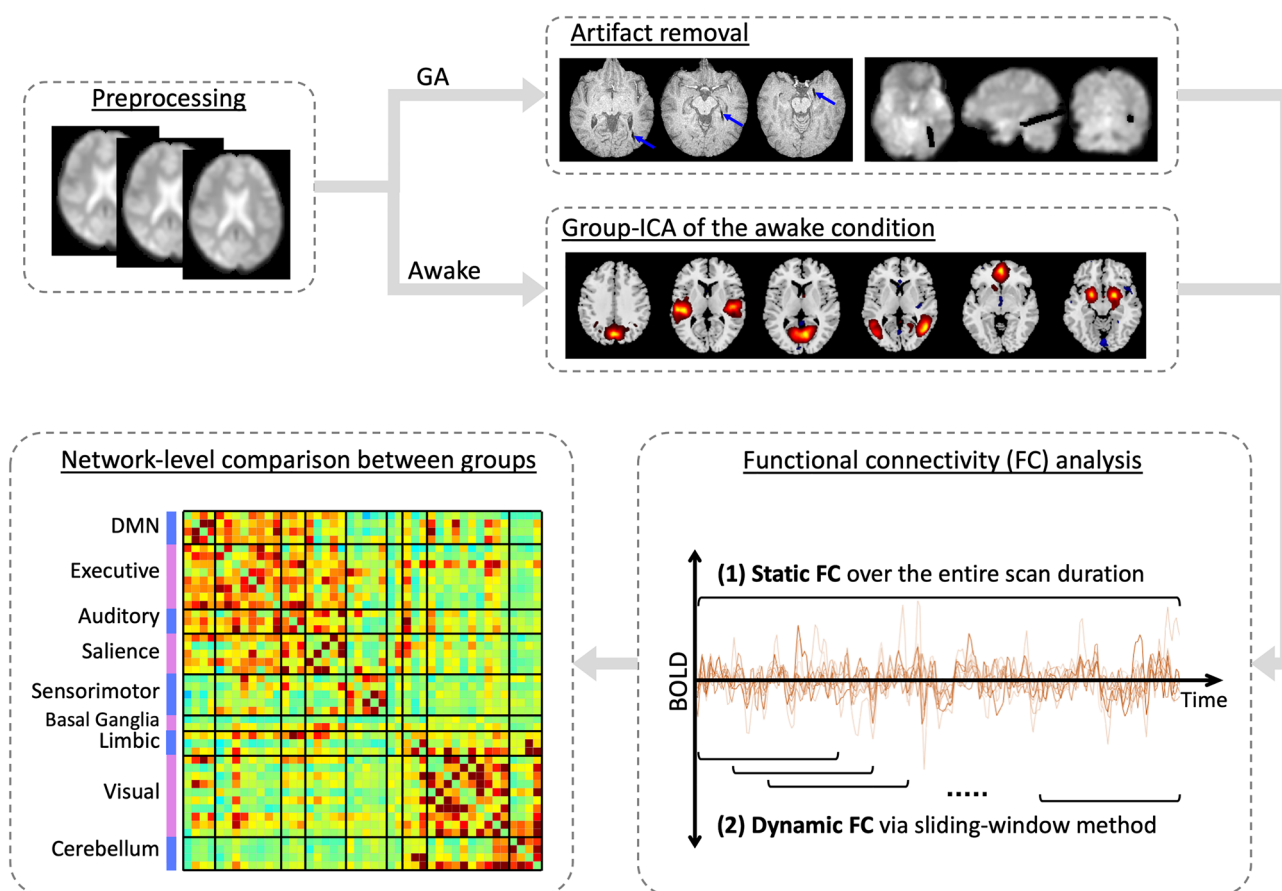 Preprocessing
GA
Awake
Artifact removal
Group-ICA of the awake condition
Network-level comparison between groups
DMN
Executive
Auditory
Salience
Sensorimotor
Basal Ganglia
Limbic
Visual
Cerebellum
Functional connectivity (FC) analysis
(1) Static FC over the entire scan duration
BOLD
Time
.....
(2) Dynamic FC via sliding-window method